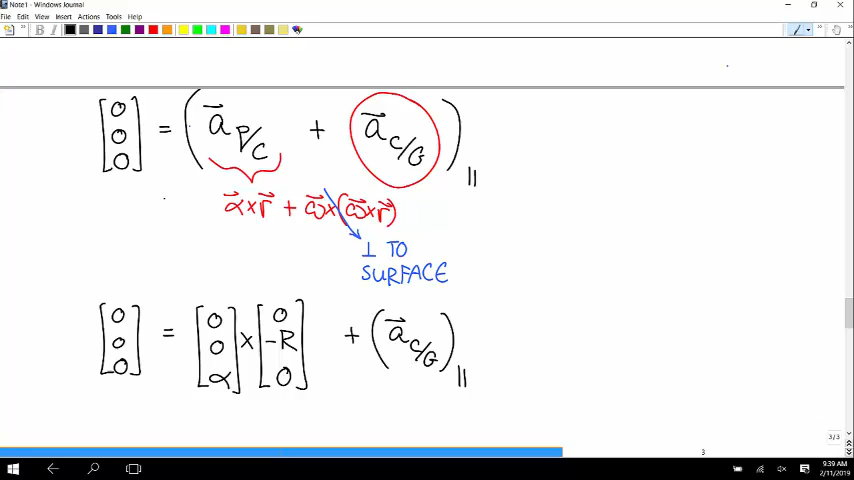 Note1 - Windows Journal
File Edit View Insert Actions Tools Help
B I
[0 0 0] = (a⃗ P/C + a⃗ C/G) ||
α⃗×r⃗ + ω⃗×(ω⃗×r⃗)
⊥ TO
SURFACE
[0 0 0] = [0 0 α] × [0 -R 0] + (a⃗ C/G) ||
3/3
3
9:39 AM
2/11/2019